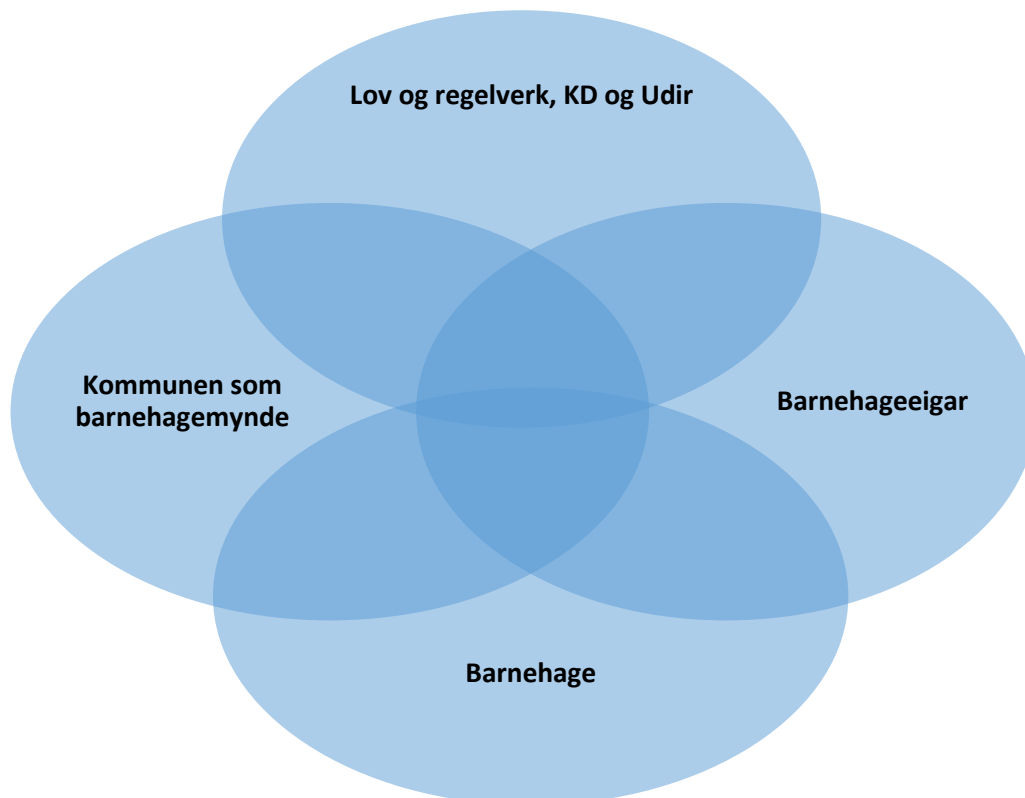 Lov og regelverk, KD og Udir
Kommunen som
barnehagemynde
Barnehageeigar
Barnehage